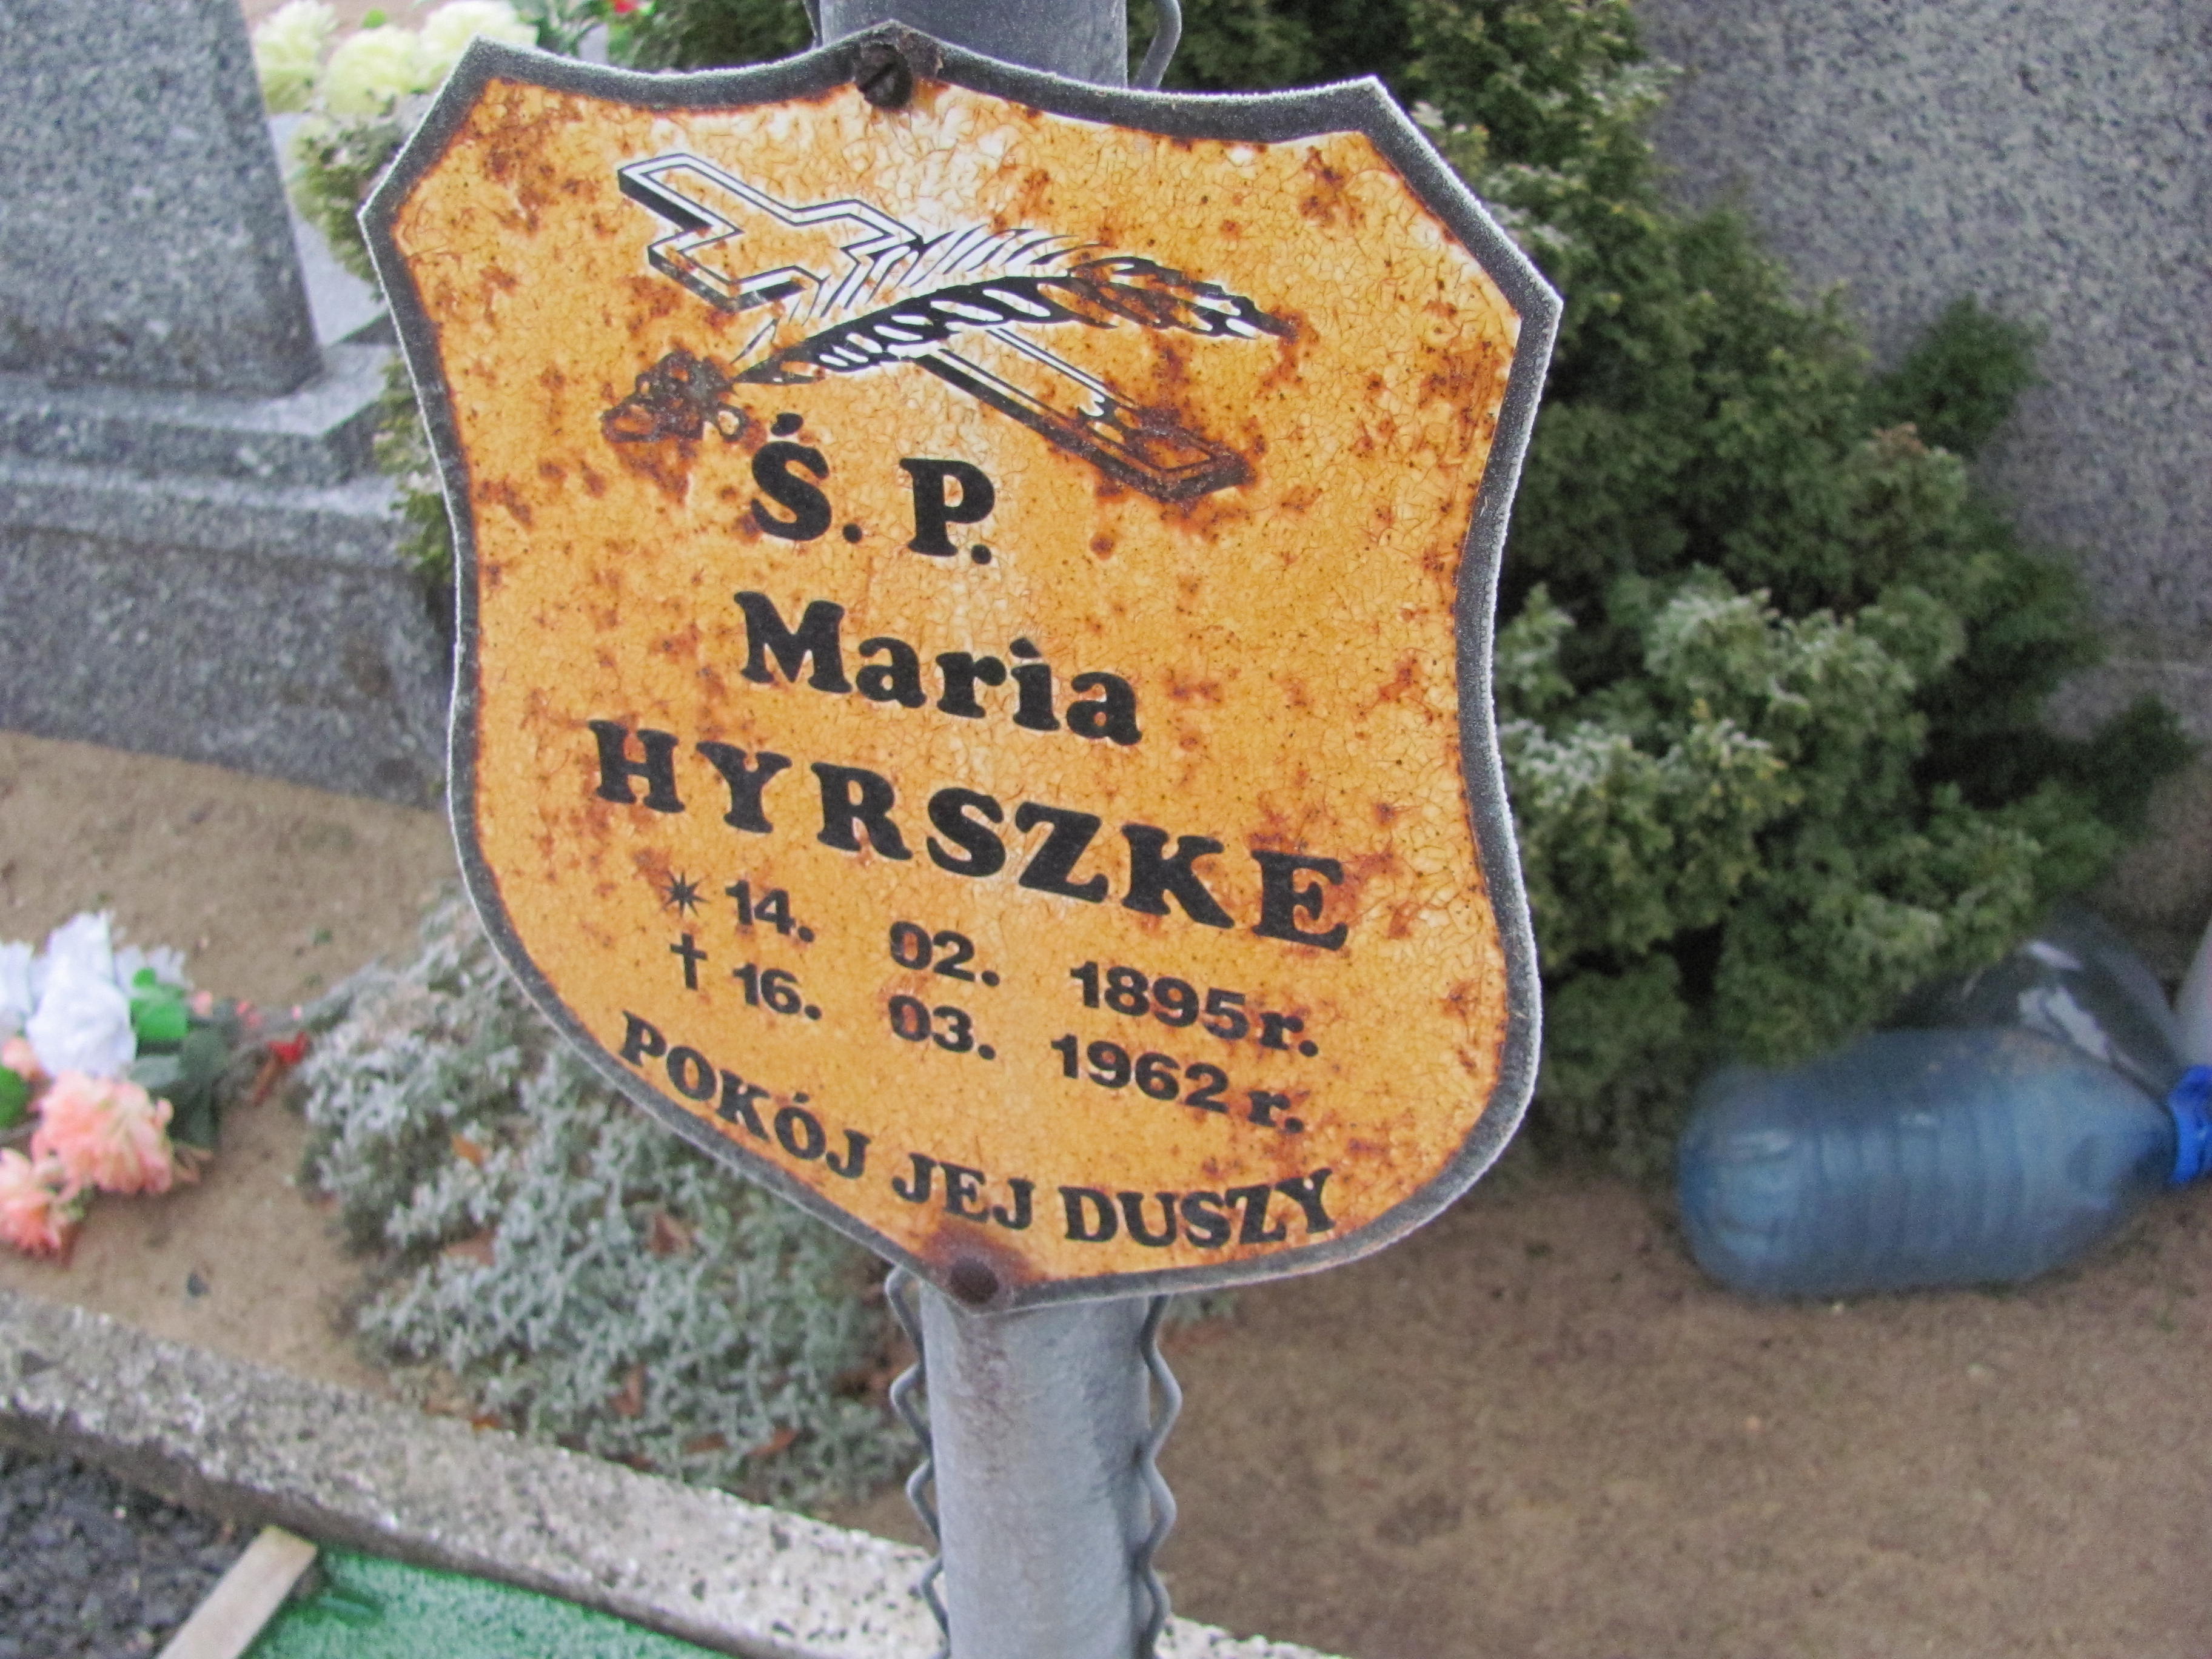 Ś. P.
Maria
HYRSZKE
✴ 14. 02. 1895 r.
† 16. 03. 1962 r.
POKÓJ JEJ DUSZY